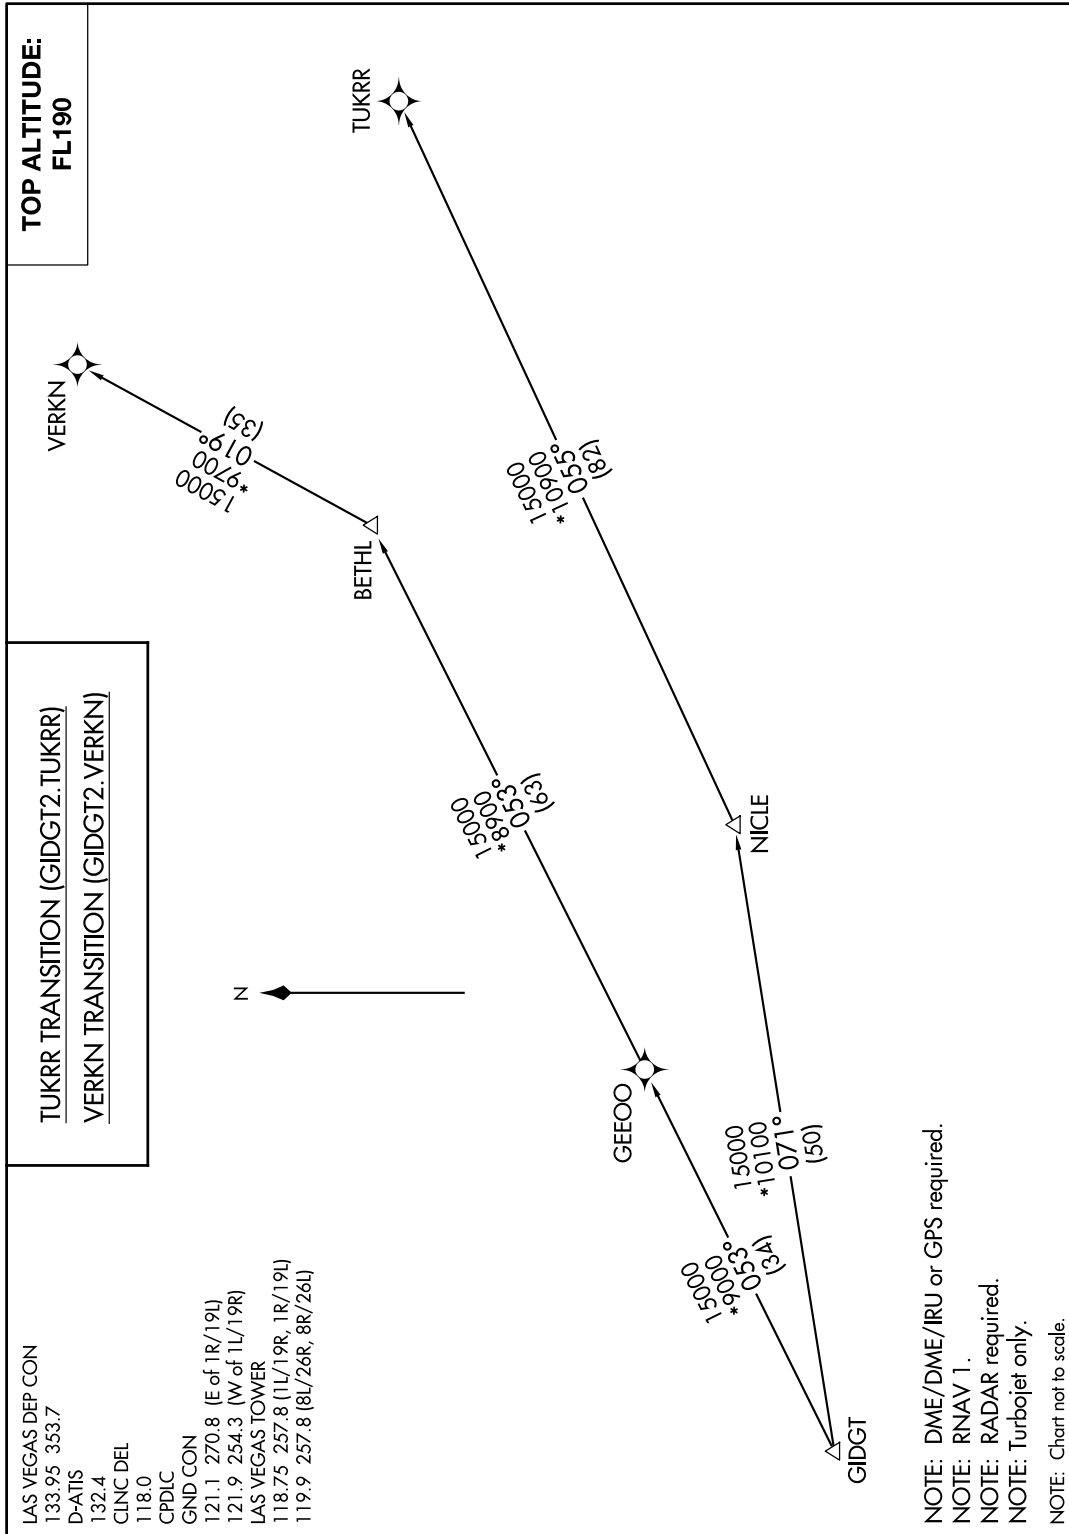 LAS VEGAS DEP CON
133.95 353.7
D-ATIS
132.4
CLNC DEL
118.0
CPDLC
GND CON
121.1 270.8 (E of 1R/19L)
121.9 254.3 (W of 1L/19R)
LAS VEGAS TOWER
118.75 257.8 (1L/19R, 1R/19L)
119.9 257.8 (8L/26R, 8R/26L)
TUKRR TRANSITION (GIDGT2.TUKRR)
VERKN TRANSITION (GIDGT2.VERKN)
TOP ALTITUDE:
FL190
N
VERKN
15000
*9700
019°
(35)
BETHL
TUKRR
15000
*10900
055°
(82)
15000
*8900
053°
(63)
GEEOO
NICLE
15000
*10100
071°
(50)
15000
*9000
053°
(34)
GIDGT
NOTE: DME/DME/IRU or GPS required.
NOTE: RNAV 1.
NOTE: RADAR required.
NOTE: Turbojet only.
NOTE: Chart not to scale.